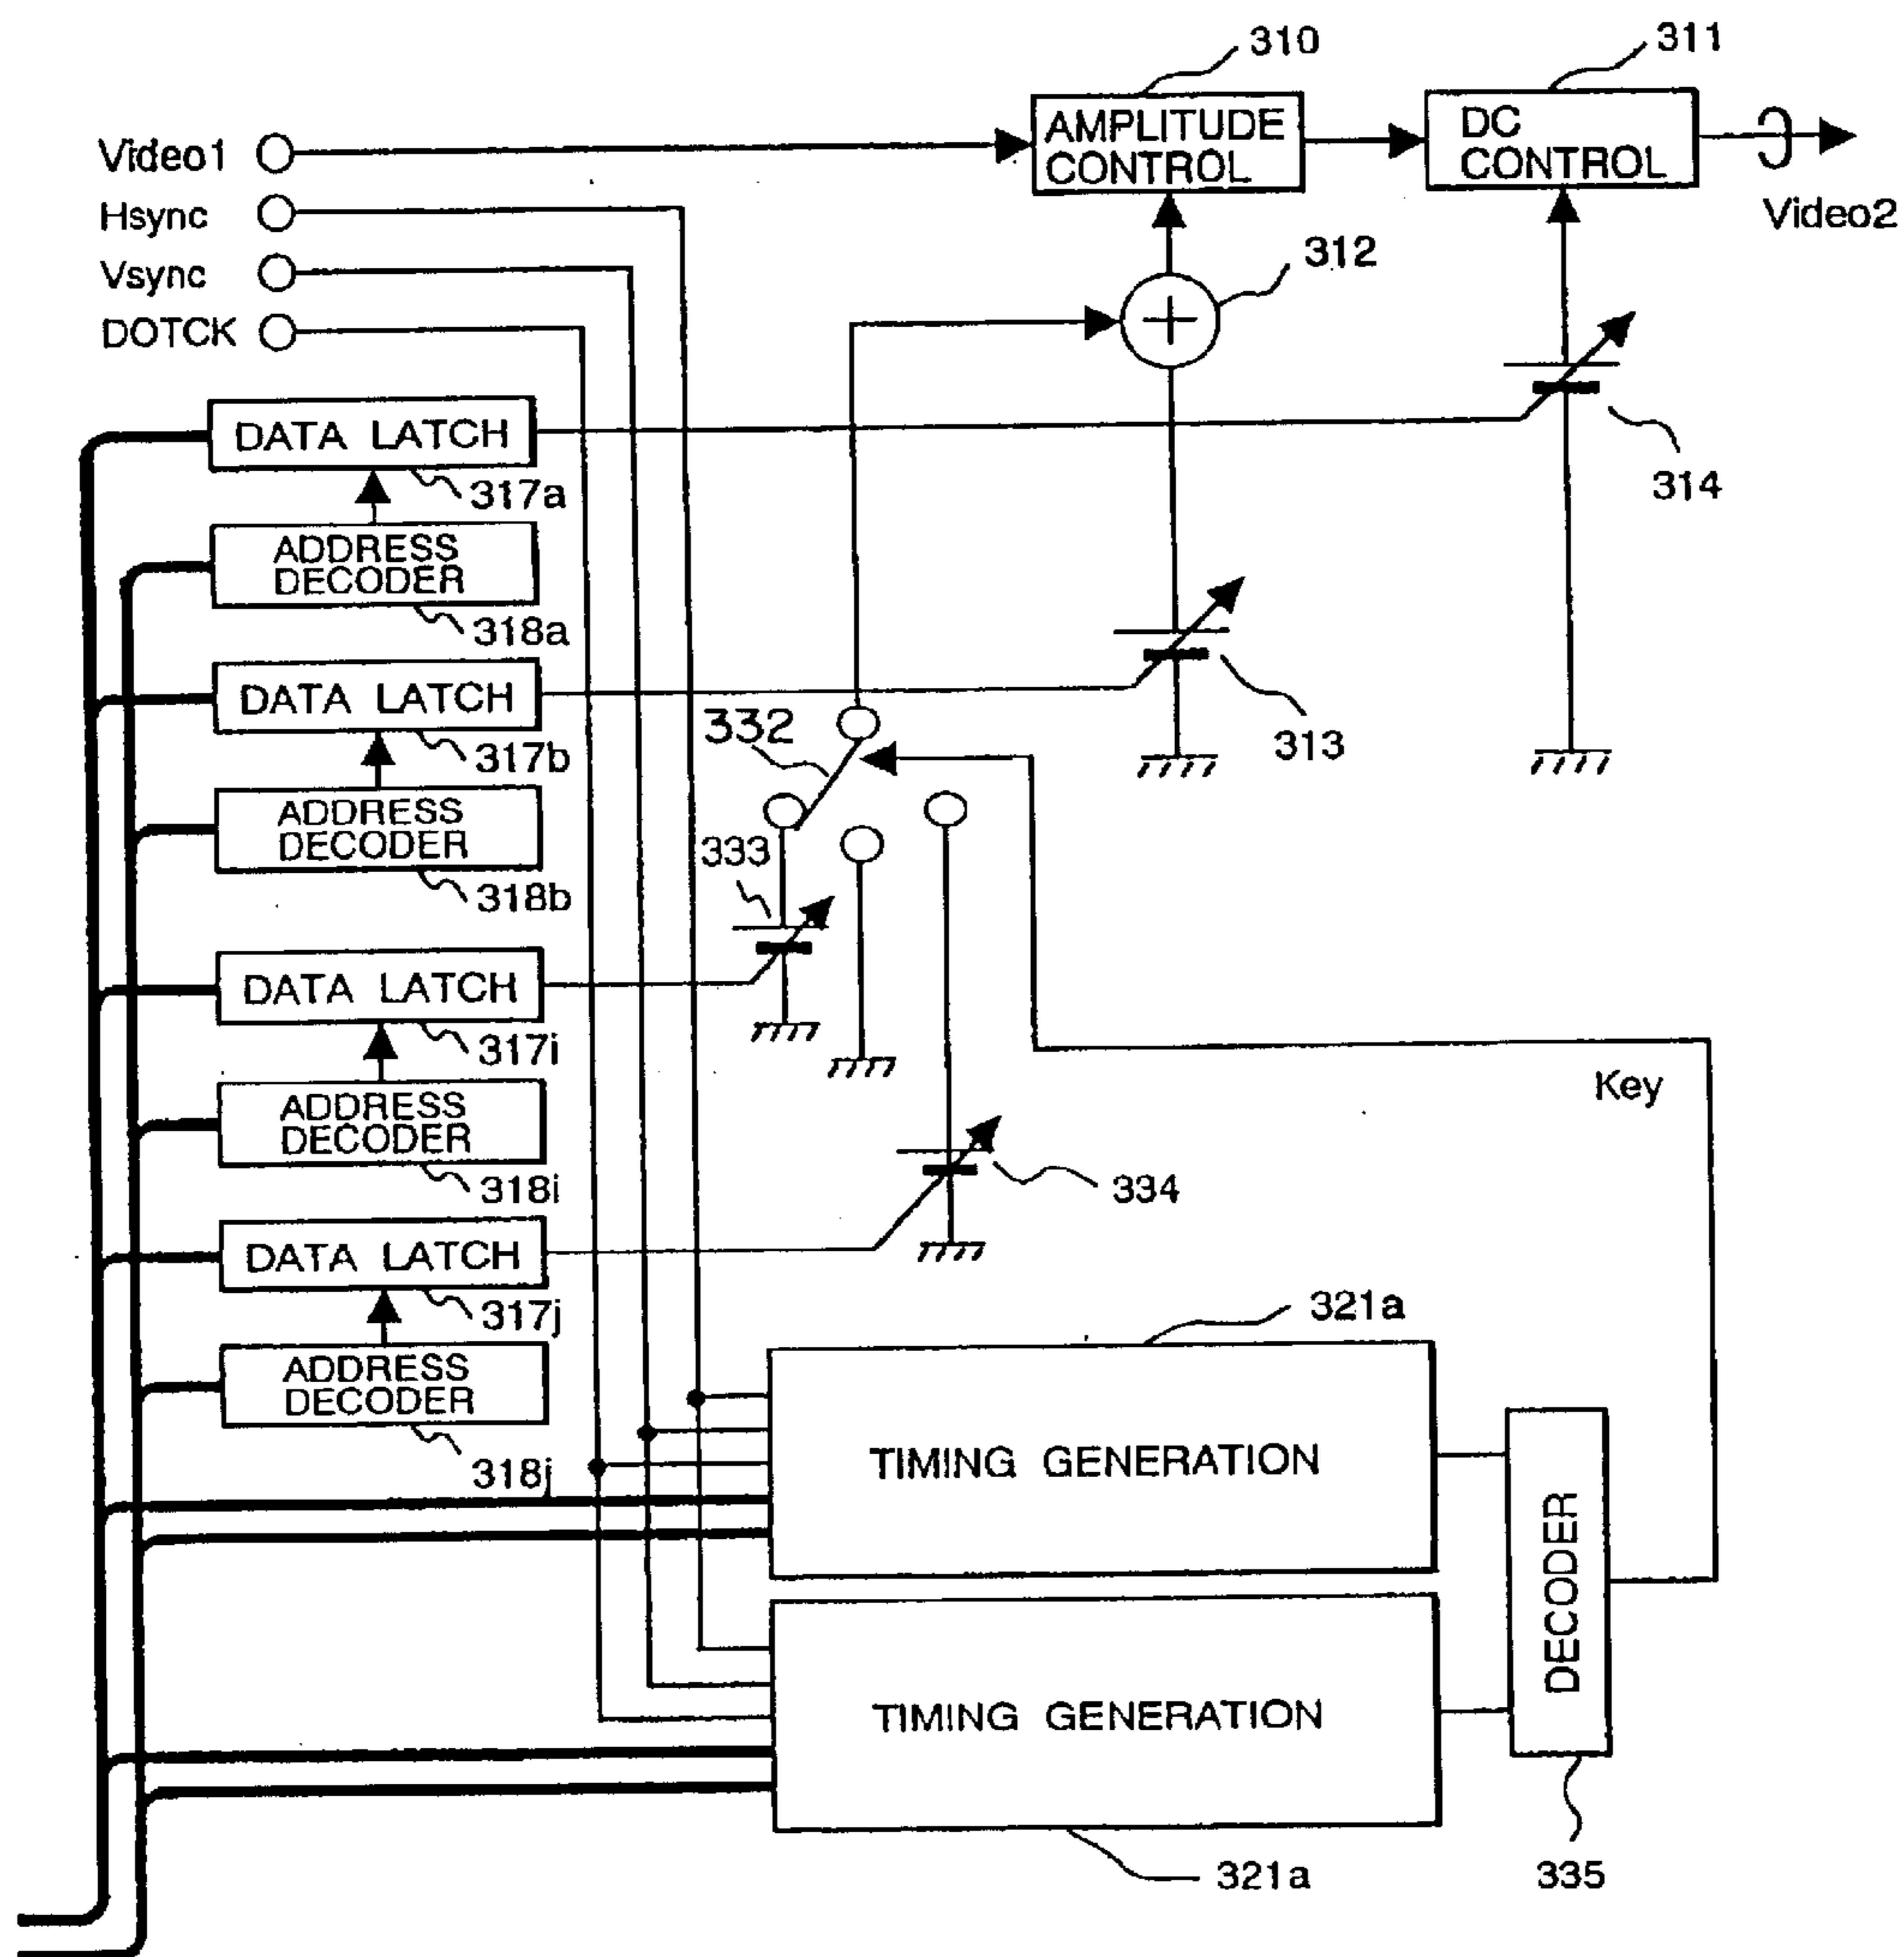 310
311
AMPLITUDE
CONTROL
DC
CONTROL
Video1
Hsync
Vsync
DOTCK
Video2
312
DATA LATCH
317a
314
ADDRESS
DECODER
318a
DATA LATCH
317b
332
313
ADDRESS
DECODER
318b
333
DATA LATCH
317i
Key
ADDRESS
DECODER
318i
334
DATA LATCH
317j
321a
ADDRESS
DECODER
318j
TIMING GENERATION
DECODER
TIMING GENERATION
321a
335